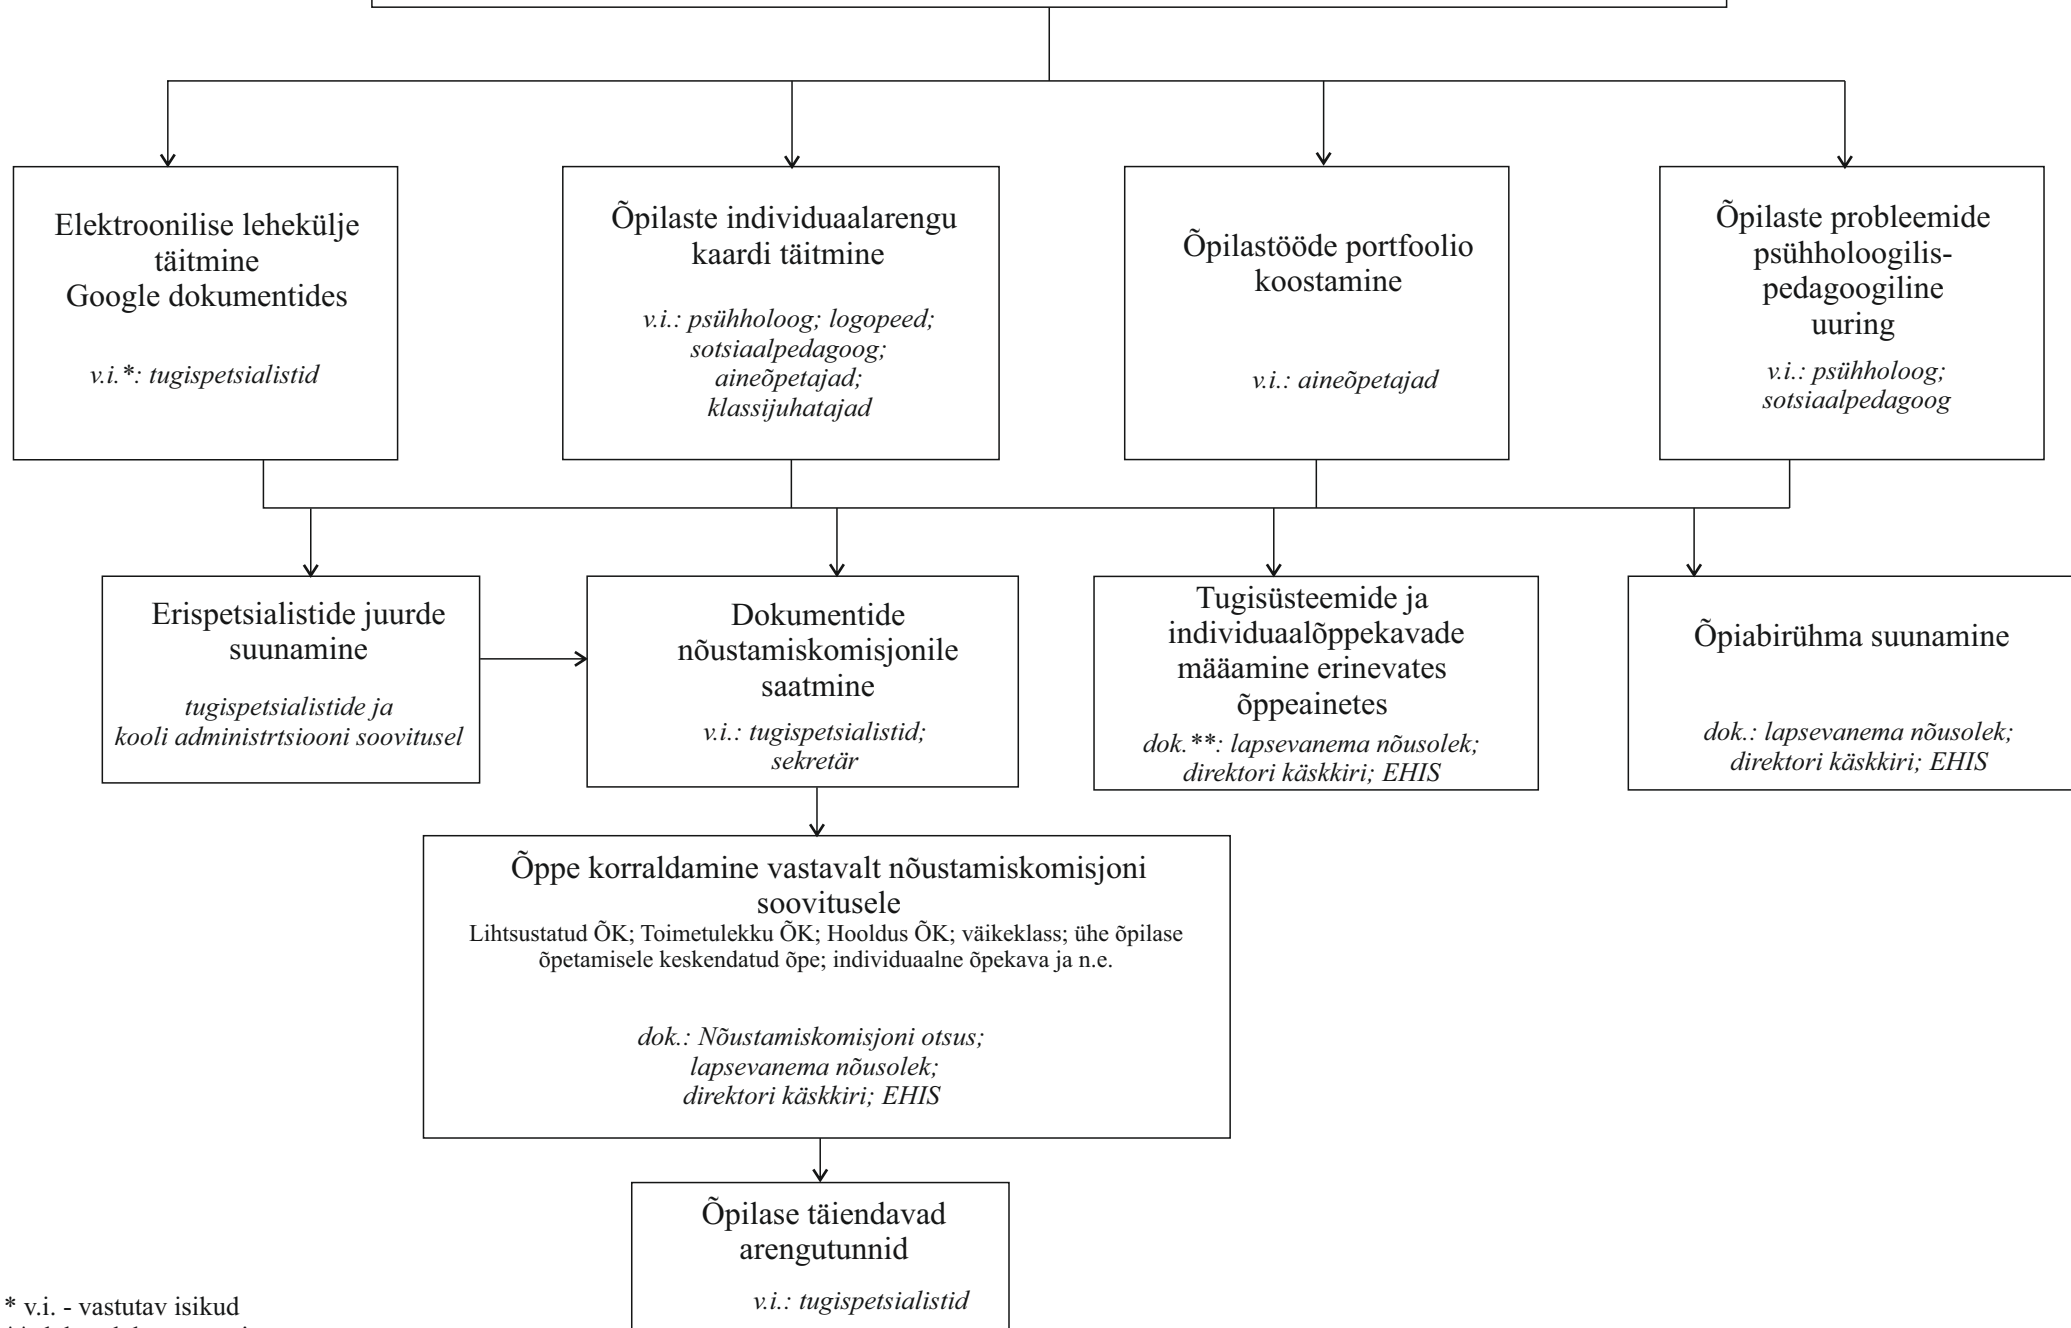 Elektroonilise lehekülje
täitmine
Google dokumentides
v.i.*: tugispetsialistid
Õpilaste individuaalarengu
kaardi täitmine
v.i.: psühholoog; logopeed;
sotsiaalpedagoog;
aineõpetajad;
klassijuhatajad
Õpilastööde portfoolio
koostamine
v.i.: aineõpetajad
Õpilaste probleemide
psühholoogilis-
pedagoogiline
uuring
v.i.: psühholoog;
sotsiaalpedagoog
Erispetsialistide juurde
suunamine
tugispetsialistide ja
kooli administrtsiooni soovitusel
Dokumentide
nõustamiskomisjonile
saatmine
v.i.: tugispetsialistid;
sekretär
Tugisüsteemide ja
individuaalõppekavade
määamine erinevates
õppeainetes
dok.**: lapsevanema nõusolek;
direktori käskkiri; EHIS
Õpiabirühma suunamine
dok.: lapsevanema nõusolek;
direktori käskkiri; EHIS
Õppe korraldamine vastavalt nõustamiskomisjoni
soovitusele
Lihtsustatud ÕK; Toimetulekku ÕK; Hooldus ÕK; väikeklass; ühe õpilase
õpetamisele keskendatud õpe; individuaalne õpekava ja n.e.
dok.: Nõustamiskomisjoni otsus;
lapsevanema nõusolek;
direktori käskkiri; EHIS
Õpilase täiendavad
arengutunnid
v.i.: tugispetsialistid
* v.i. - vastutav isikud